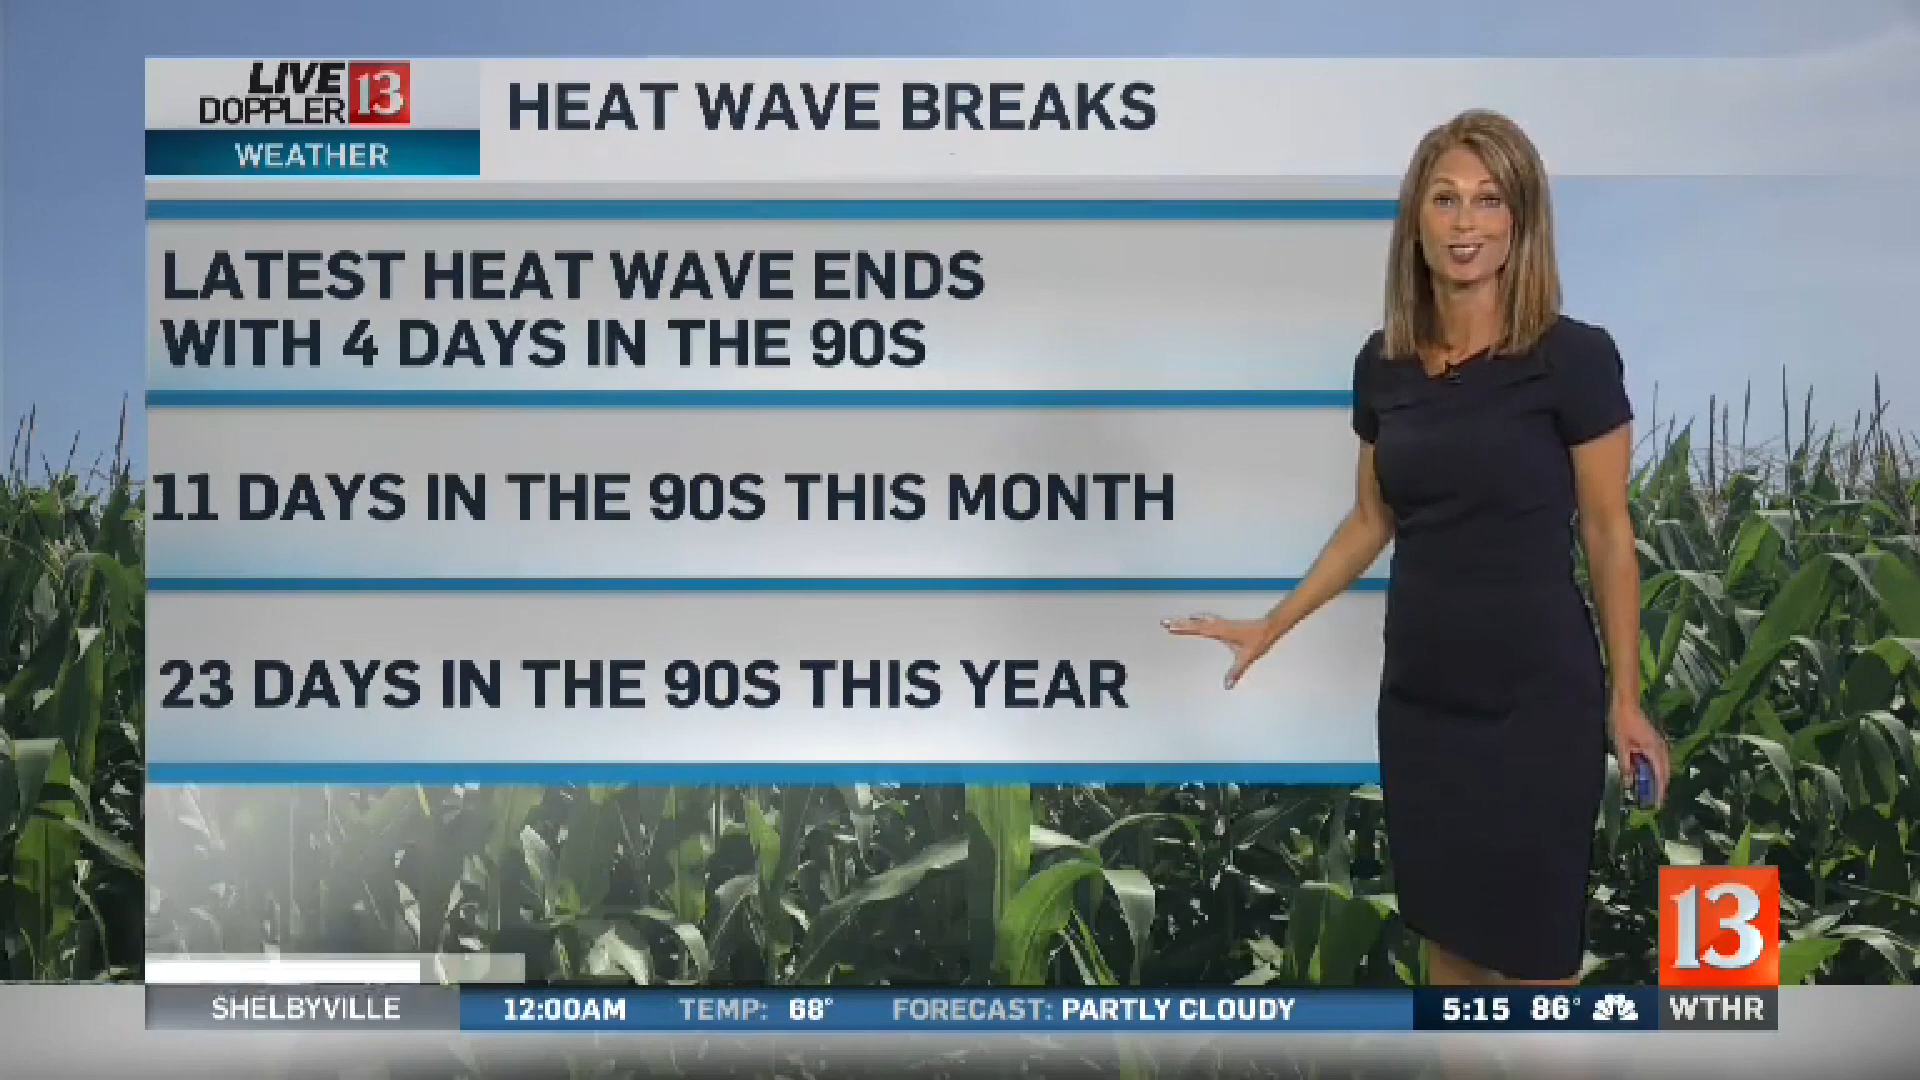 LIVE
DOPPLER 13
WEATHER
HEAT WAVE BREAKS
LATEST HEAT WAVE ENDS
WITH 4 DAYS IN THE 90S
11 DAYS IN THE 90S THIS MONTH
23 DAYS IN THE 90S THIS YEAR
13
SHELBYVILLE 12:00AM TEMP: 68° FORECAST: PARTLY CLOUDY 5:15 86° WTHR